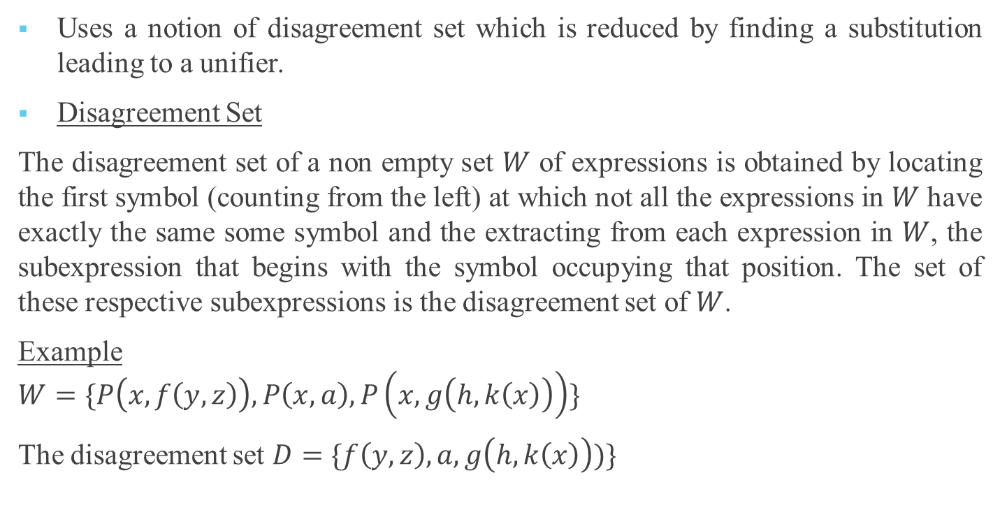 ▪ Uses a notion of disagreement set which is reduced by finding a substitution
leading to a unifier.
▪ Disagreement Set
The disagreement set of a non empty set 𝑊 of expressions is obtained by locating
the first symbol (counting from the left) at which not all the expressions in 𝑊 have
exactly the same some symbol and the extracting from each expression in 𝑊, the
subexpression that begins with the symbol occupying that position. The set of
these respective subexpressions is the disagreement set of 𝑊.
Example
𝑊 = {𝑃(𝑥, 𝑓(𝑦, 𝑧)), 𝑃(𝑥, 𝑎), 𝑃(𝑥, 𝑔(ℎ, 𝑘(𝑥)))}
The disagreement set 𝐷 = {𝑓(𝑦, 𝑧), 𝑎, 𝑔(ℎ, 𝑘(𝑥)))}